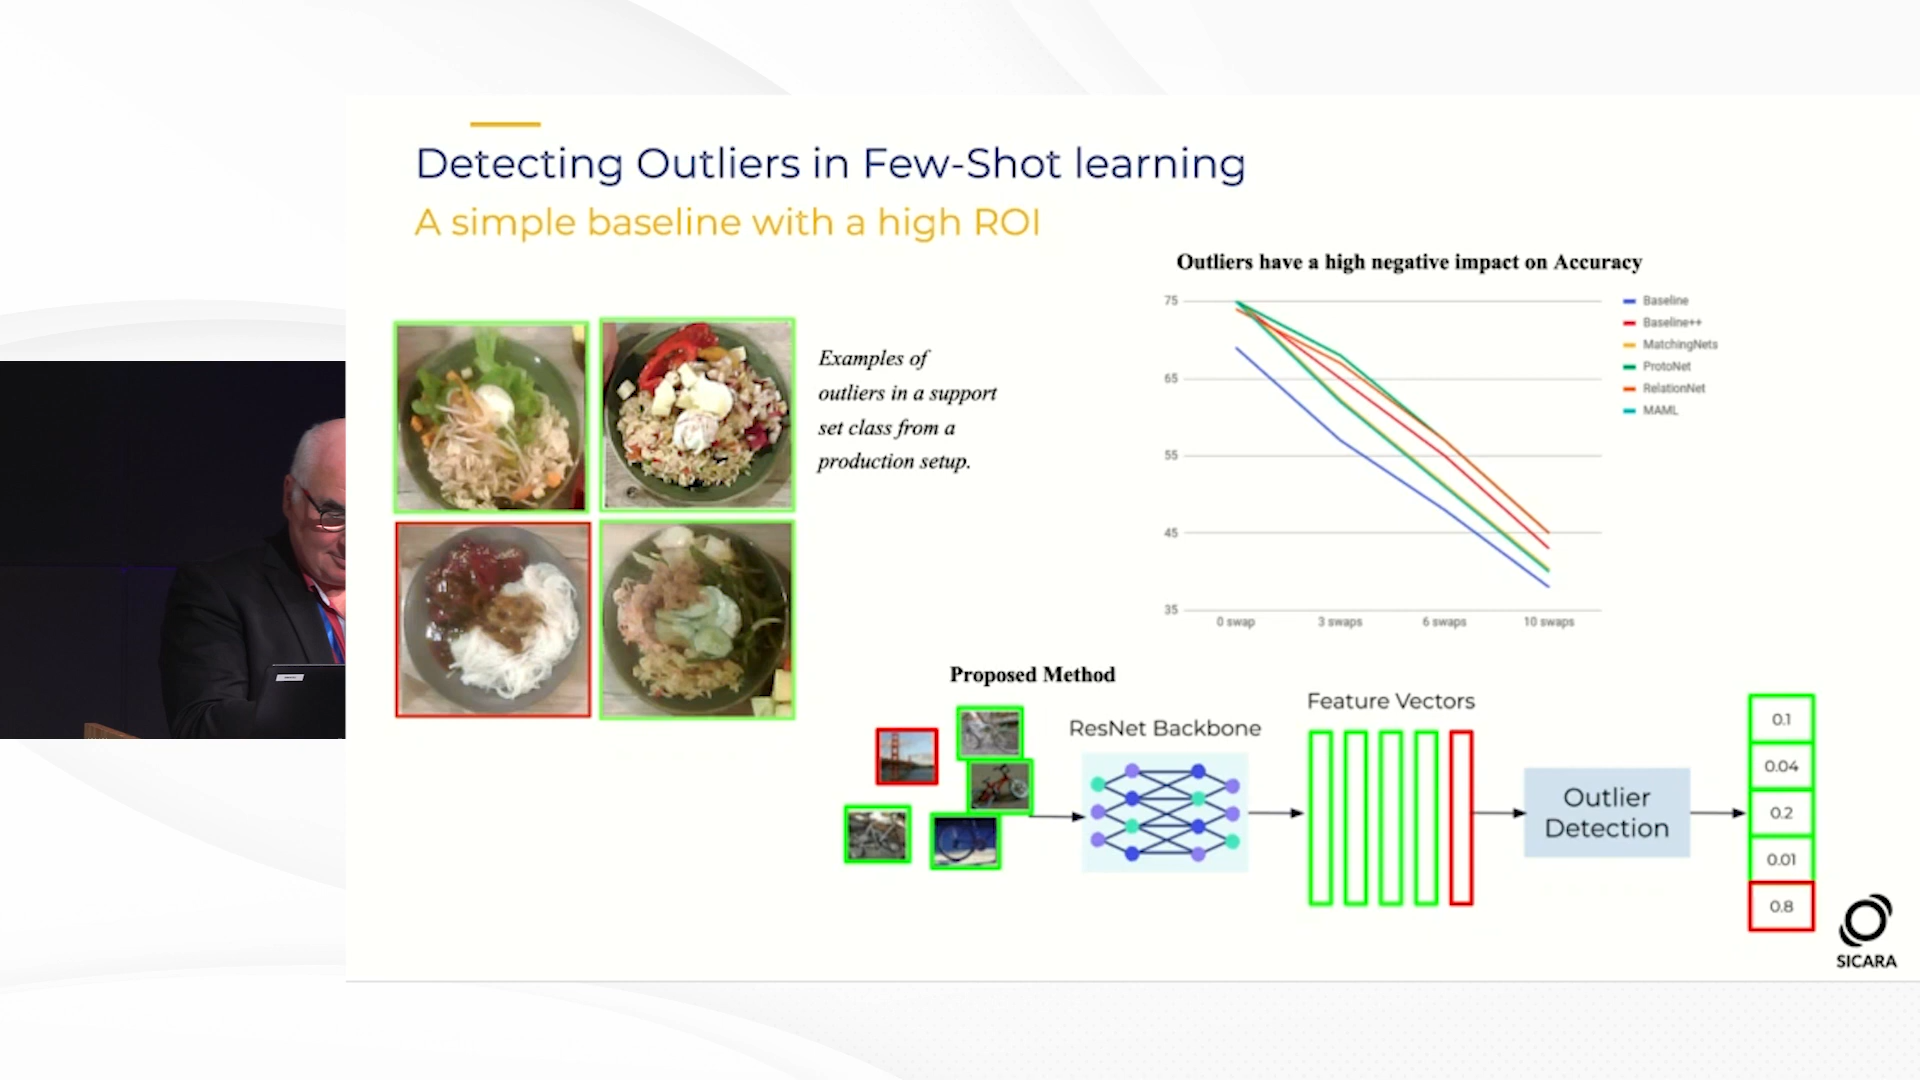 Detecting Outliers in Few-Shot learning
A simple baseline with a high ROI
Examples of
outliers in a support
set class from a
production setup.
Outliers have a high negative impact on Accuracy
75
65
55
45
35
0 swap
3 swaps
6 swaps
10 swaps
Baseline
Baseline++
MatchingNets
ProtoNet
RelationNet
MAML
Proposed Method
ResNet Backbone
Feature Vectors
Outlier
Detection
0.1
0.04
0.2
0.01
0.8
SICARA